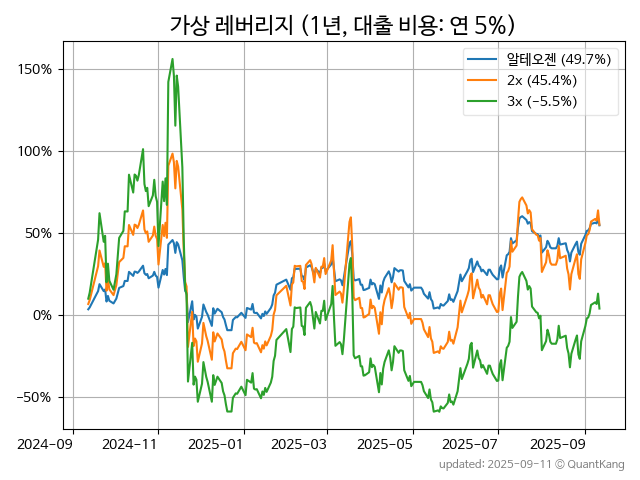 가상 레버리지 (1년, 대출 비용: 연 5%)
알테오젠 (49.7%)
2x (45.4%)
3x (-5.5%)
150%
100%
50%
0%
−50%
2024-09
2024-11
2025-01
2025-03
2025-05
2025-07
2025-09
updated: 2025-09-11 © QuantKang